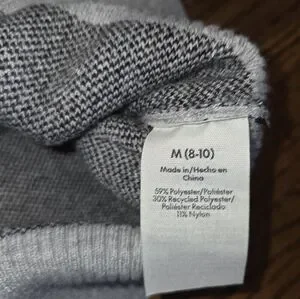 M (8-10)
Made in/Hecho en
China
59% Polyester/Poliéster
30% Recycled Polyester/
Poliéster Reciclado
11% Nylon